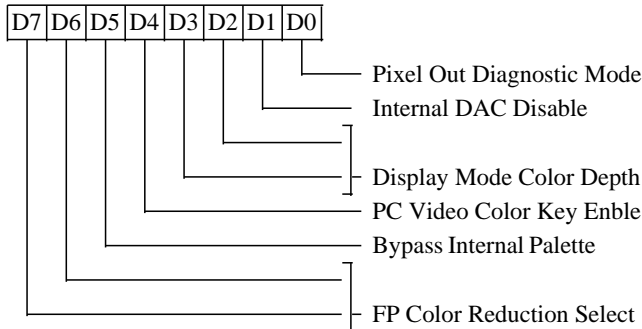 D7 D6 D5 D4 D3 D2 D1 D0
Pixel Out Diagnostic Mode
Internal DAC Disable
Display Mode Color Depth
PC Video Color Key Enble
Bypass Internal Palette
FP Color Reduction Select